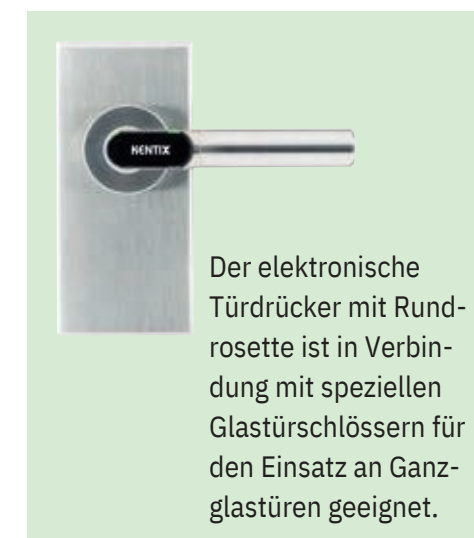 KENTIX
Der elektronische
Türdrücker mit Rund-
rosette ist in Verbin-
dung mit speziellen
Glastürschlössern für
den Einsatz an Ganz-
glastüren geeignet.